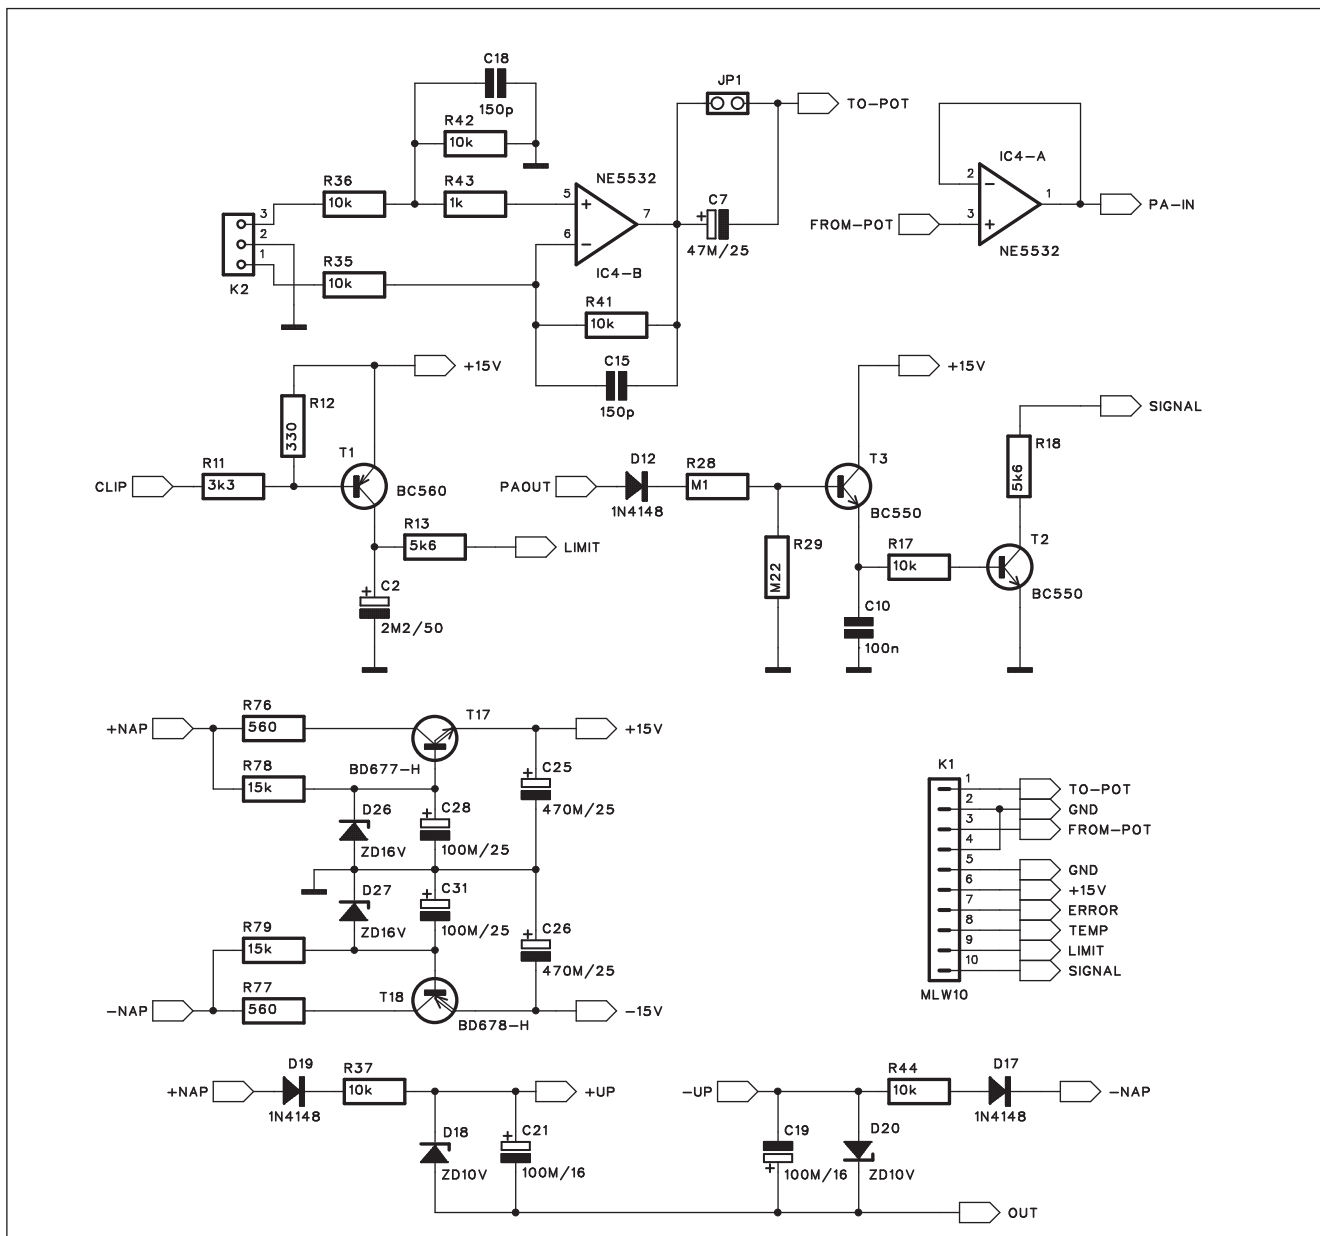 C18
150p
R42
10k
JP1
TO-POT
R36
10k
R43
1k
NE5532
5
6
7
IC4-B
C7
+
47M/25
IC4-A
2
3
1
FROM-POT
NE5532
PA-IN
3
2
1
K2
R35
10k
R41
10k
C15
150p
+15V
R12
330
T1
R11
3k3
CLIP
BC560
R13
5k6
LIMIT
+
C2
2M2/50
+15V
SIGNAL
R18
5k6
D12
PAOUT
1N4148
R28
M1
T3
BC550
R29
M22
R17
10k
T2
BC550
C10
100n
+NAP
R76
560
T17
+15V
BD677-H
R78
15k
D26
ZD16V
+
C28
100M/25
+
C25
470M/25
D27
ZD16V
+
C31
100M/25
+
C26
470M/25
R79
15k
-NAP
R77
560
T18
BD678-H
-15V
K1
1
TO-POT
2
GND
3
FROM-POT
4
5
GND
6
+15V
7
ERROR
8
TEMP
9
LIMIT
10
SIGNAL
MLW10
+NAP
D19
1N4148
R37
10k
+UP
D18
ZD10V
+
C21
100M/16
-UP
R44
10k
D17
1N4148
-NAP
C19
+
100M/16
D20
ZD10V
OUT